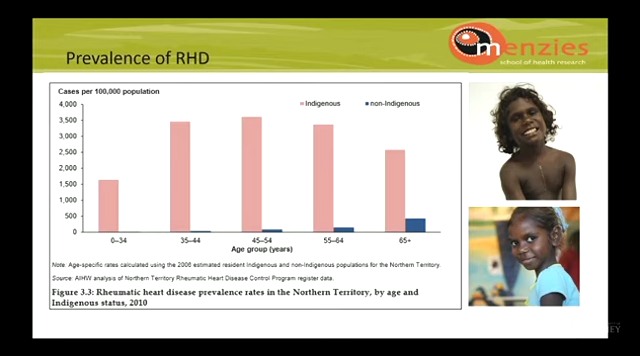 Prevalence of RHD
menzies
school of health research
Cases per 100,000 population
Indigenous non-Indigenous
4,000
3,500
3,000
2,500
2,000
1,500
1,000
500
0
0–34 35–44 45–54 55–64 65+
Age group (years)
Note: Age-specific rates calculated using the 2006 estimated resident Indigenous and non-Indigenous populations for the Northern Territory.
Source: AIHW analysis of Northern Territory Rheumatic Heart Disease Control Program register data.
Figure 3.3: Rheumatic heart disease prevalence rates in the Northern Territory, by age and
Indigenous status, 2010